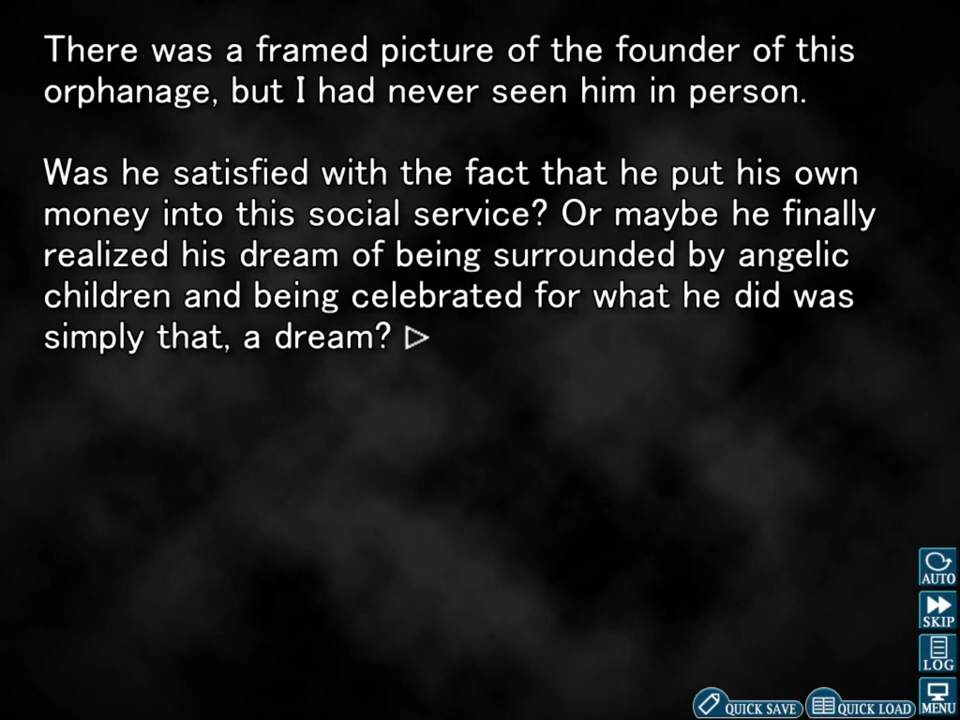 There was a framed picture of the founder of this
orphanage, but I had never seen him in person.
Was he satisfied with the fact that he put his own
money into this social service? Or maybe he finally
realized his dream of being surrounded by angelic
children and being celebrated for what he did was
simply that, a dream?
AUTO
SKIP
LOG
QUICK SAVE
QUICK LOAD
MENU